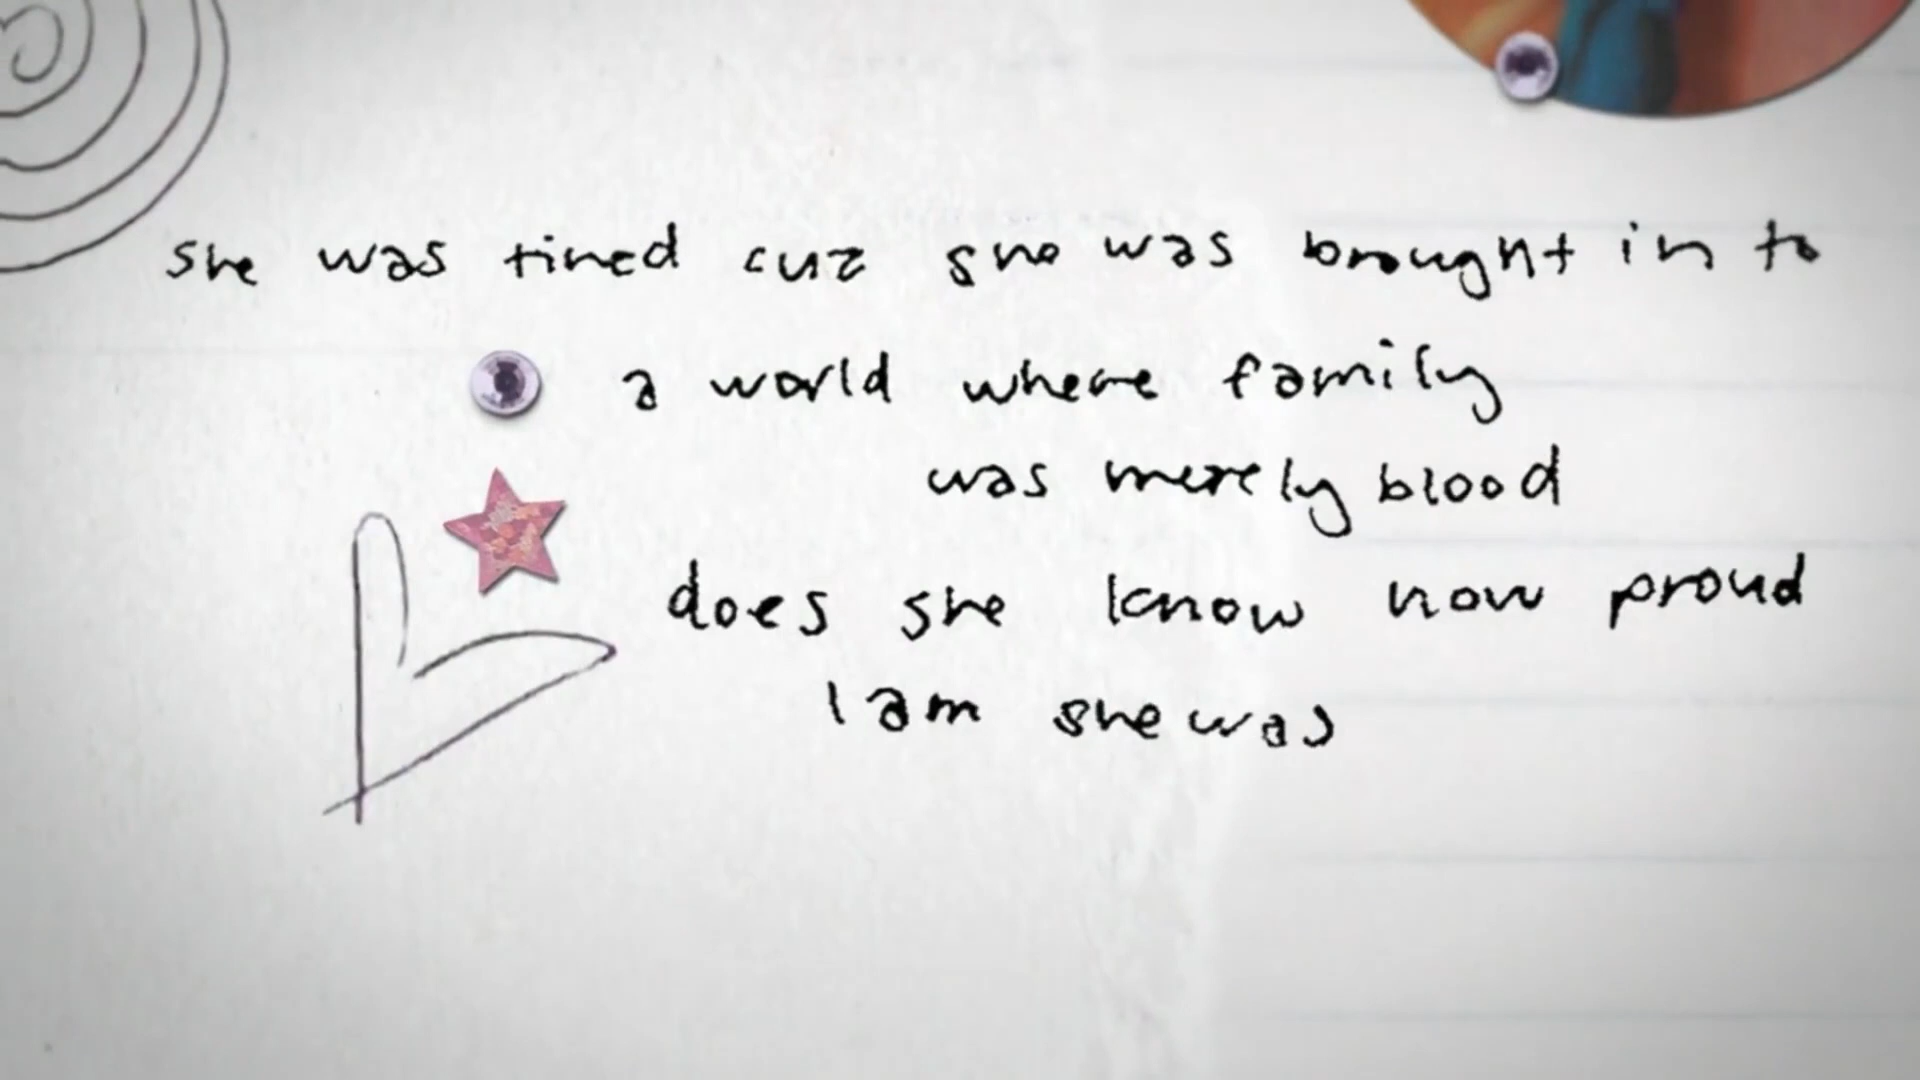 she was tired cuz she was brought in to
a world where family
was merely blood
does she know how proud
I am she was